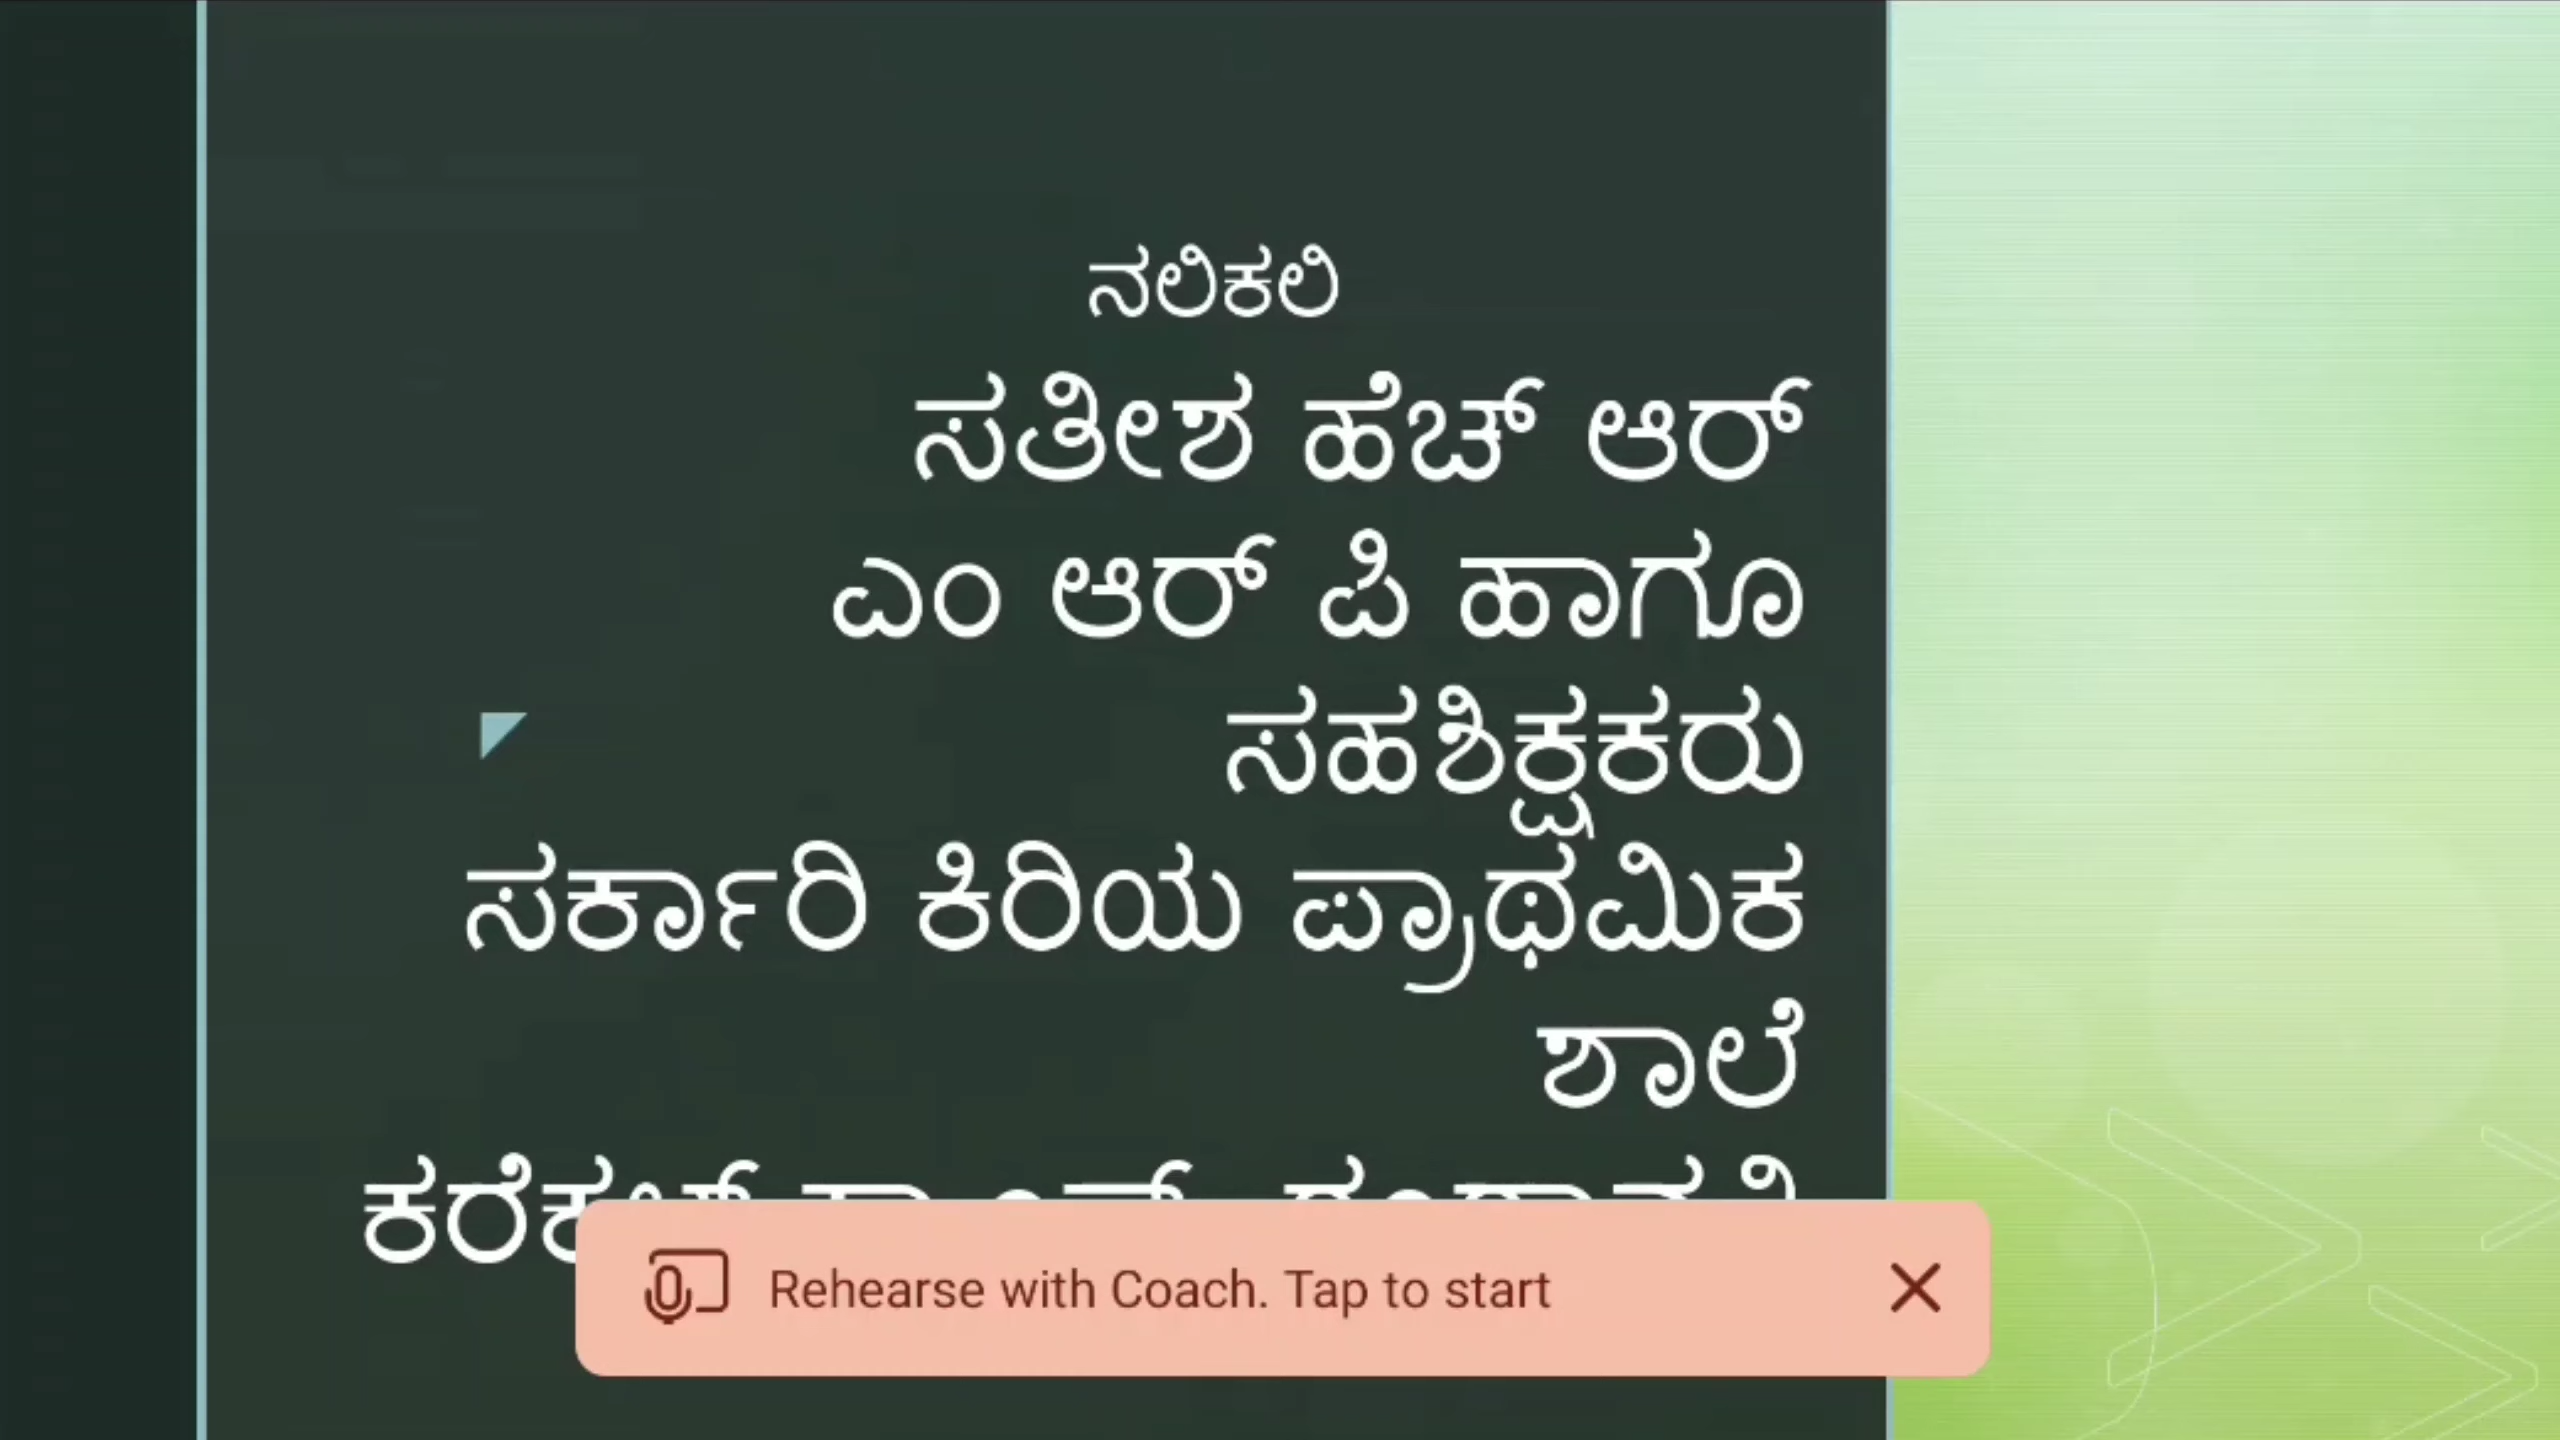 ನಲಿಕಲಿ
ಸತೀಶ ಹೆಚ್ ಆರ್
ಎಂ ಆರ್ ಪಿ ಹಾಗೂ
ಸಹಶಿಕ್ಷಕರು
ಸರ್ಕಾರಿ ಕಿರಿಯ ಪ್ರಾಥಮಿಕ
ಶಾಲೆ
Rehearse with Coach. Tap to start